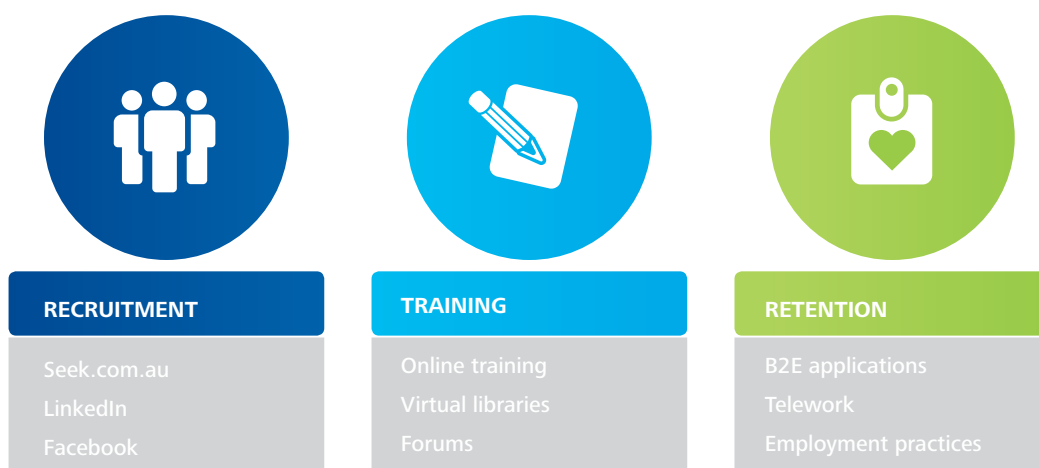 RECRUITMENT
Seek.com.au
LinkedIn
Facebook
TRAINING
Online training
Virtual libraries
Forums
RETENTION
B2E applications
Telework
Employment practices